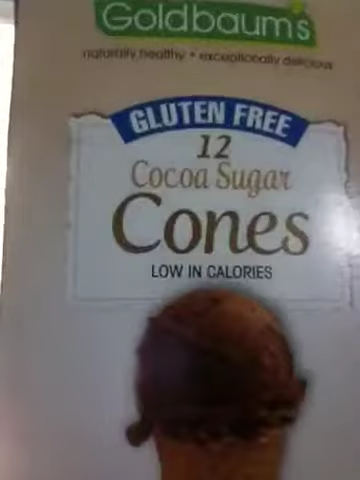 Goldbaum's
naturally healthy • exceptionally delicious
GLUTEN FREE
12
Cocoa Sugar
Cones
LOW IN CALORIES